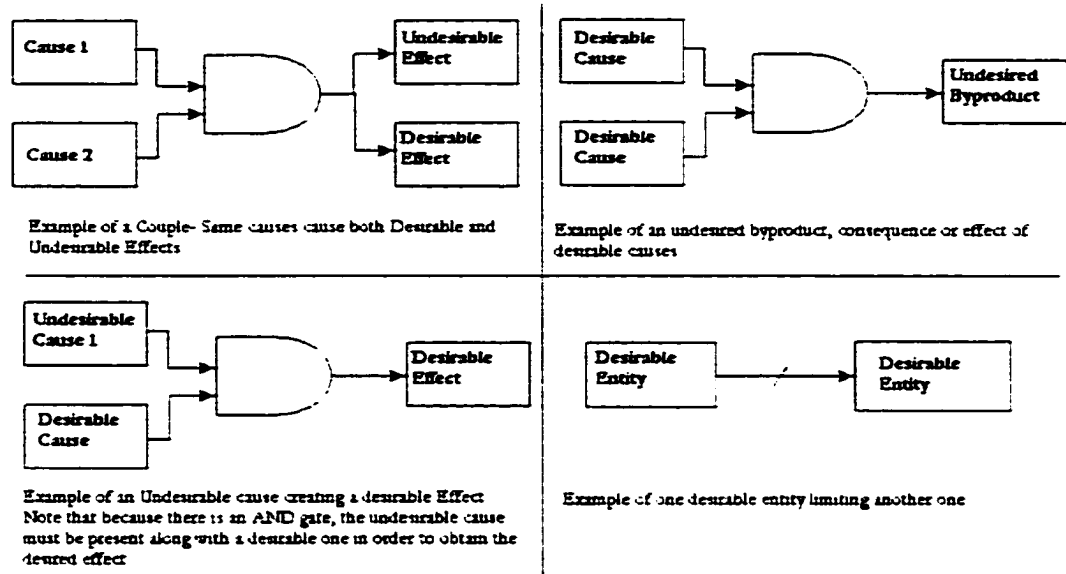 Cause 1
Cause 2
Undesirable
Effect
Desirable
Effect
Example of a Couple- Same causes cause both Desirable and
Undesirable Effects
Desirable
Cause
Desirable
Cause
Undesired
Byproduct
Example of an undesired byproduct, consequence or effect of
desirable causes
Undesirable
Cause 1
Desirable
Cause
Desirable
Effect
Example of an Undesirable cause creating a desirable Effect
Note that because there is an AND gate, the undesirable cause
must be present along with a desirable one in order to obtain the
desired effect
Desirable
Entity
Desirable
Entity
Example of one desirable entity limiting another one